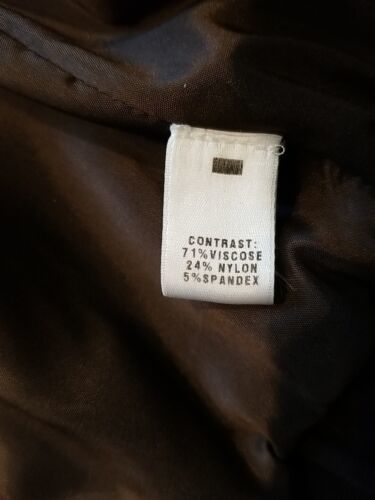 CONTRAST:
71%VISCOSE
24% NYLON
5%SPANDEX